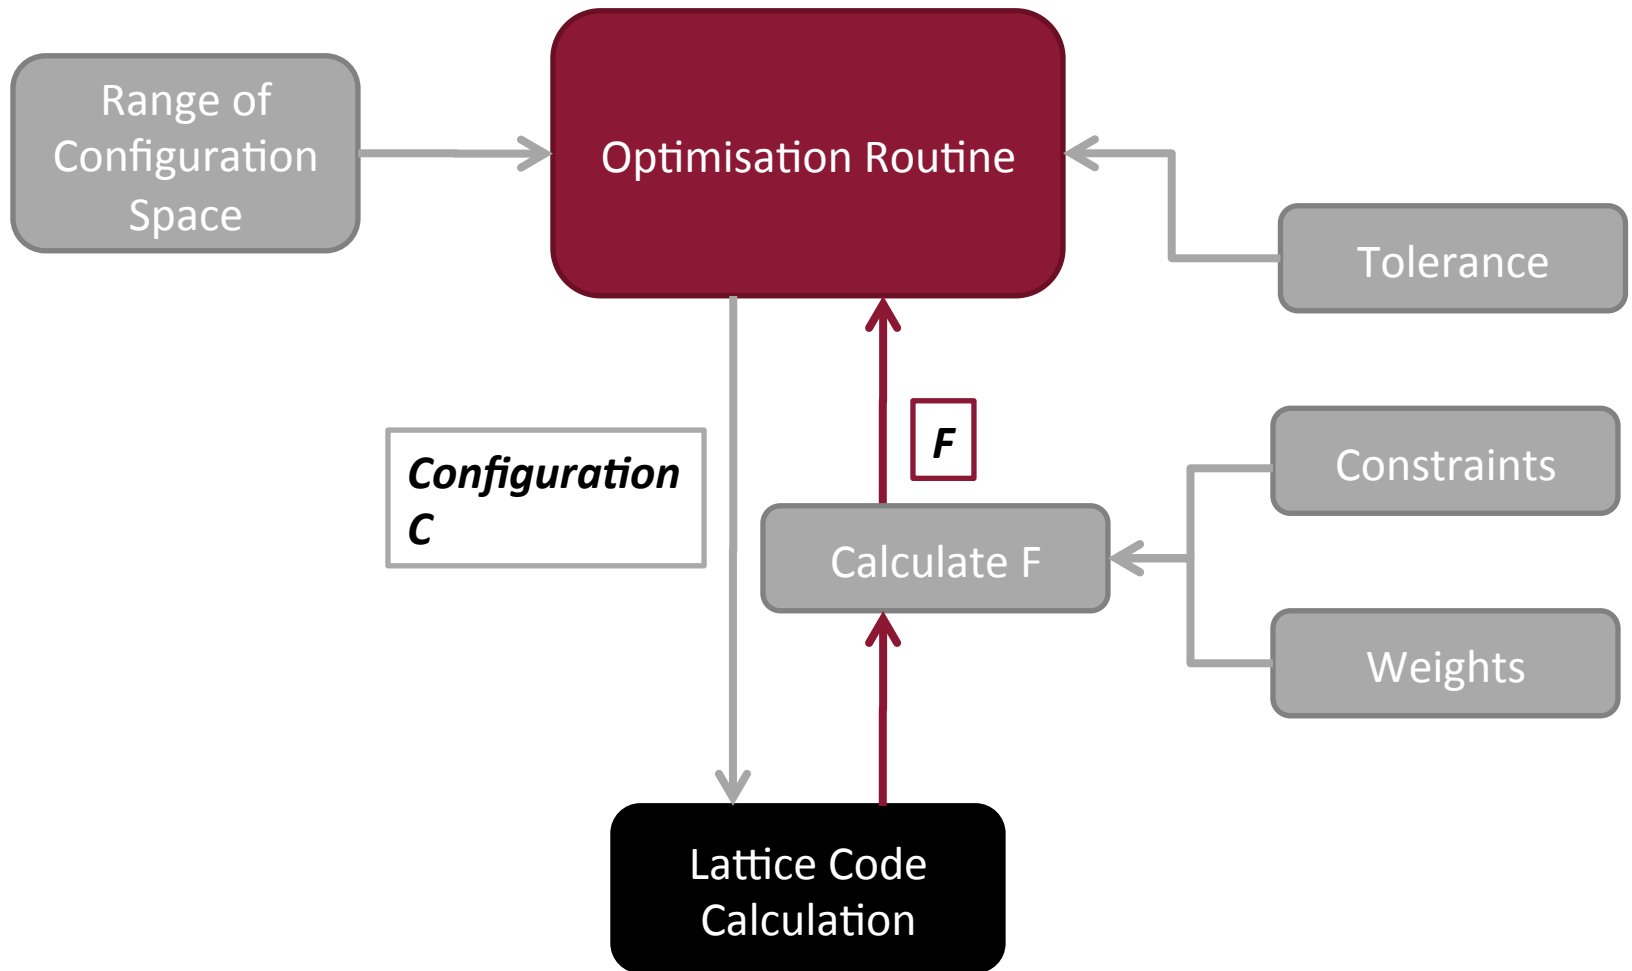 Range of
Configuration
Space
Optimisation Routine
Tolerance
Configuration
C
F
Constraints
Calculate F
Weights
Lattice Code
Calculation